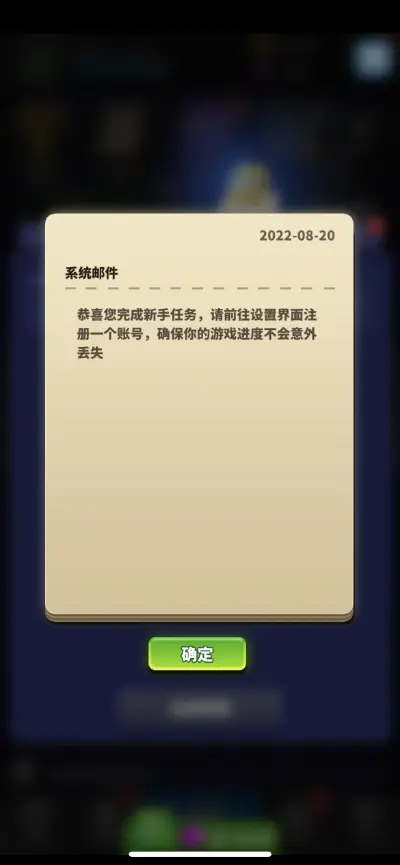 2022-08-20
系统邮件
恭喜您完成新手任务，请前往设置界面注
册一个账号，确保你的游戏进度不会意外
丢失
确定